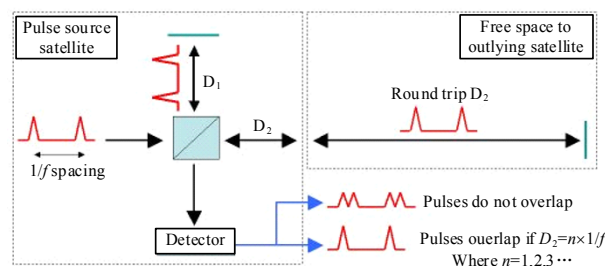 Pulse source
satellite
Free space to
outlying satellite
D₁
Round trip D₂
D₂
1/f spacing
Pulses do not overlap
Detector
Pulses ouerlap if D₂=n×1/f
Where n=1,2,3···